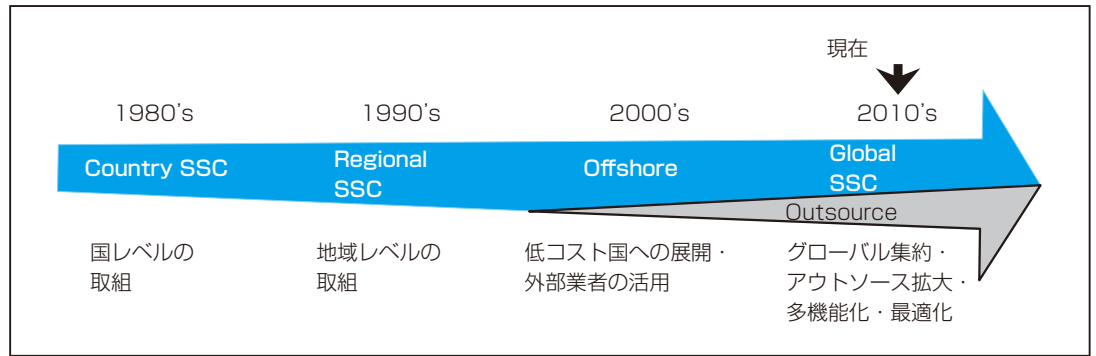 現在
1980's
1990's
2000's
2010's
Country SSC
Regional
SSC
Offshore
Global
SSC
Outsource
国レベルの
取組
地域レベルの
取組
低コスト国への展開・
外部業者の活用
グローバル集約・
アウトソース拡大・
多機能化・最適化